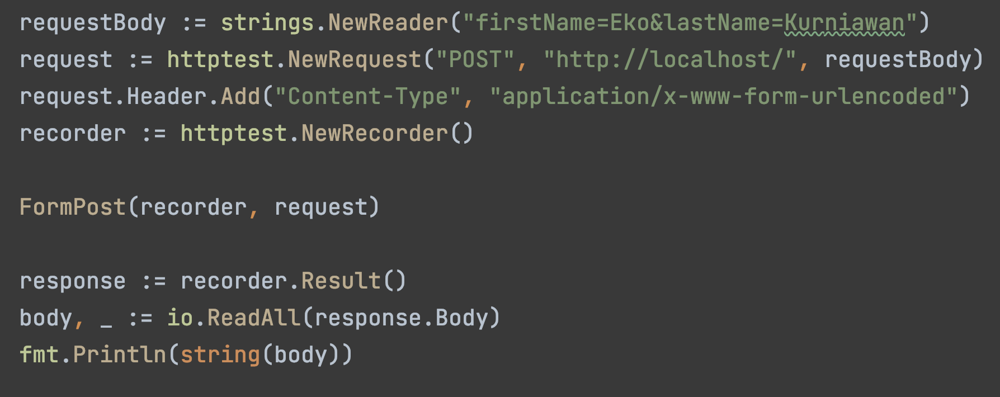 requestBody := strings.NewReader("firstName=Eko&lastName=Kurniawan")
request := httptest.NewRequest("POST", "http://localhost/", requestBody)
request.Header.Add("Content-Type", "application/x-www-form-urlencoded")
recorder := httptest.NewRecorder()
FormPost(recorder, request)
response := recorder.Result()
body, _ := io.ReadAll(response.Body)
fmt.Println(string(body))